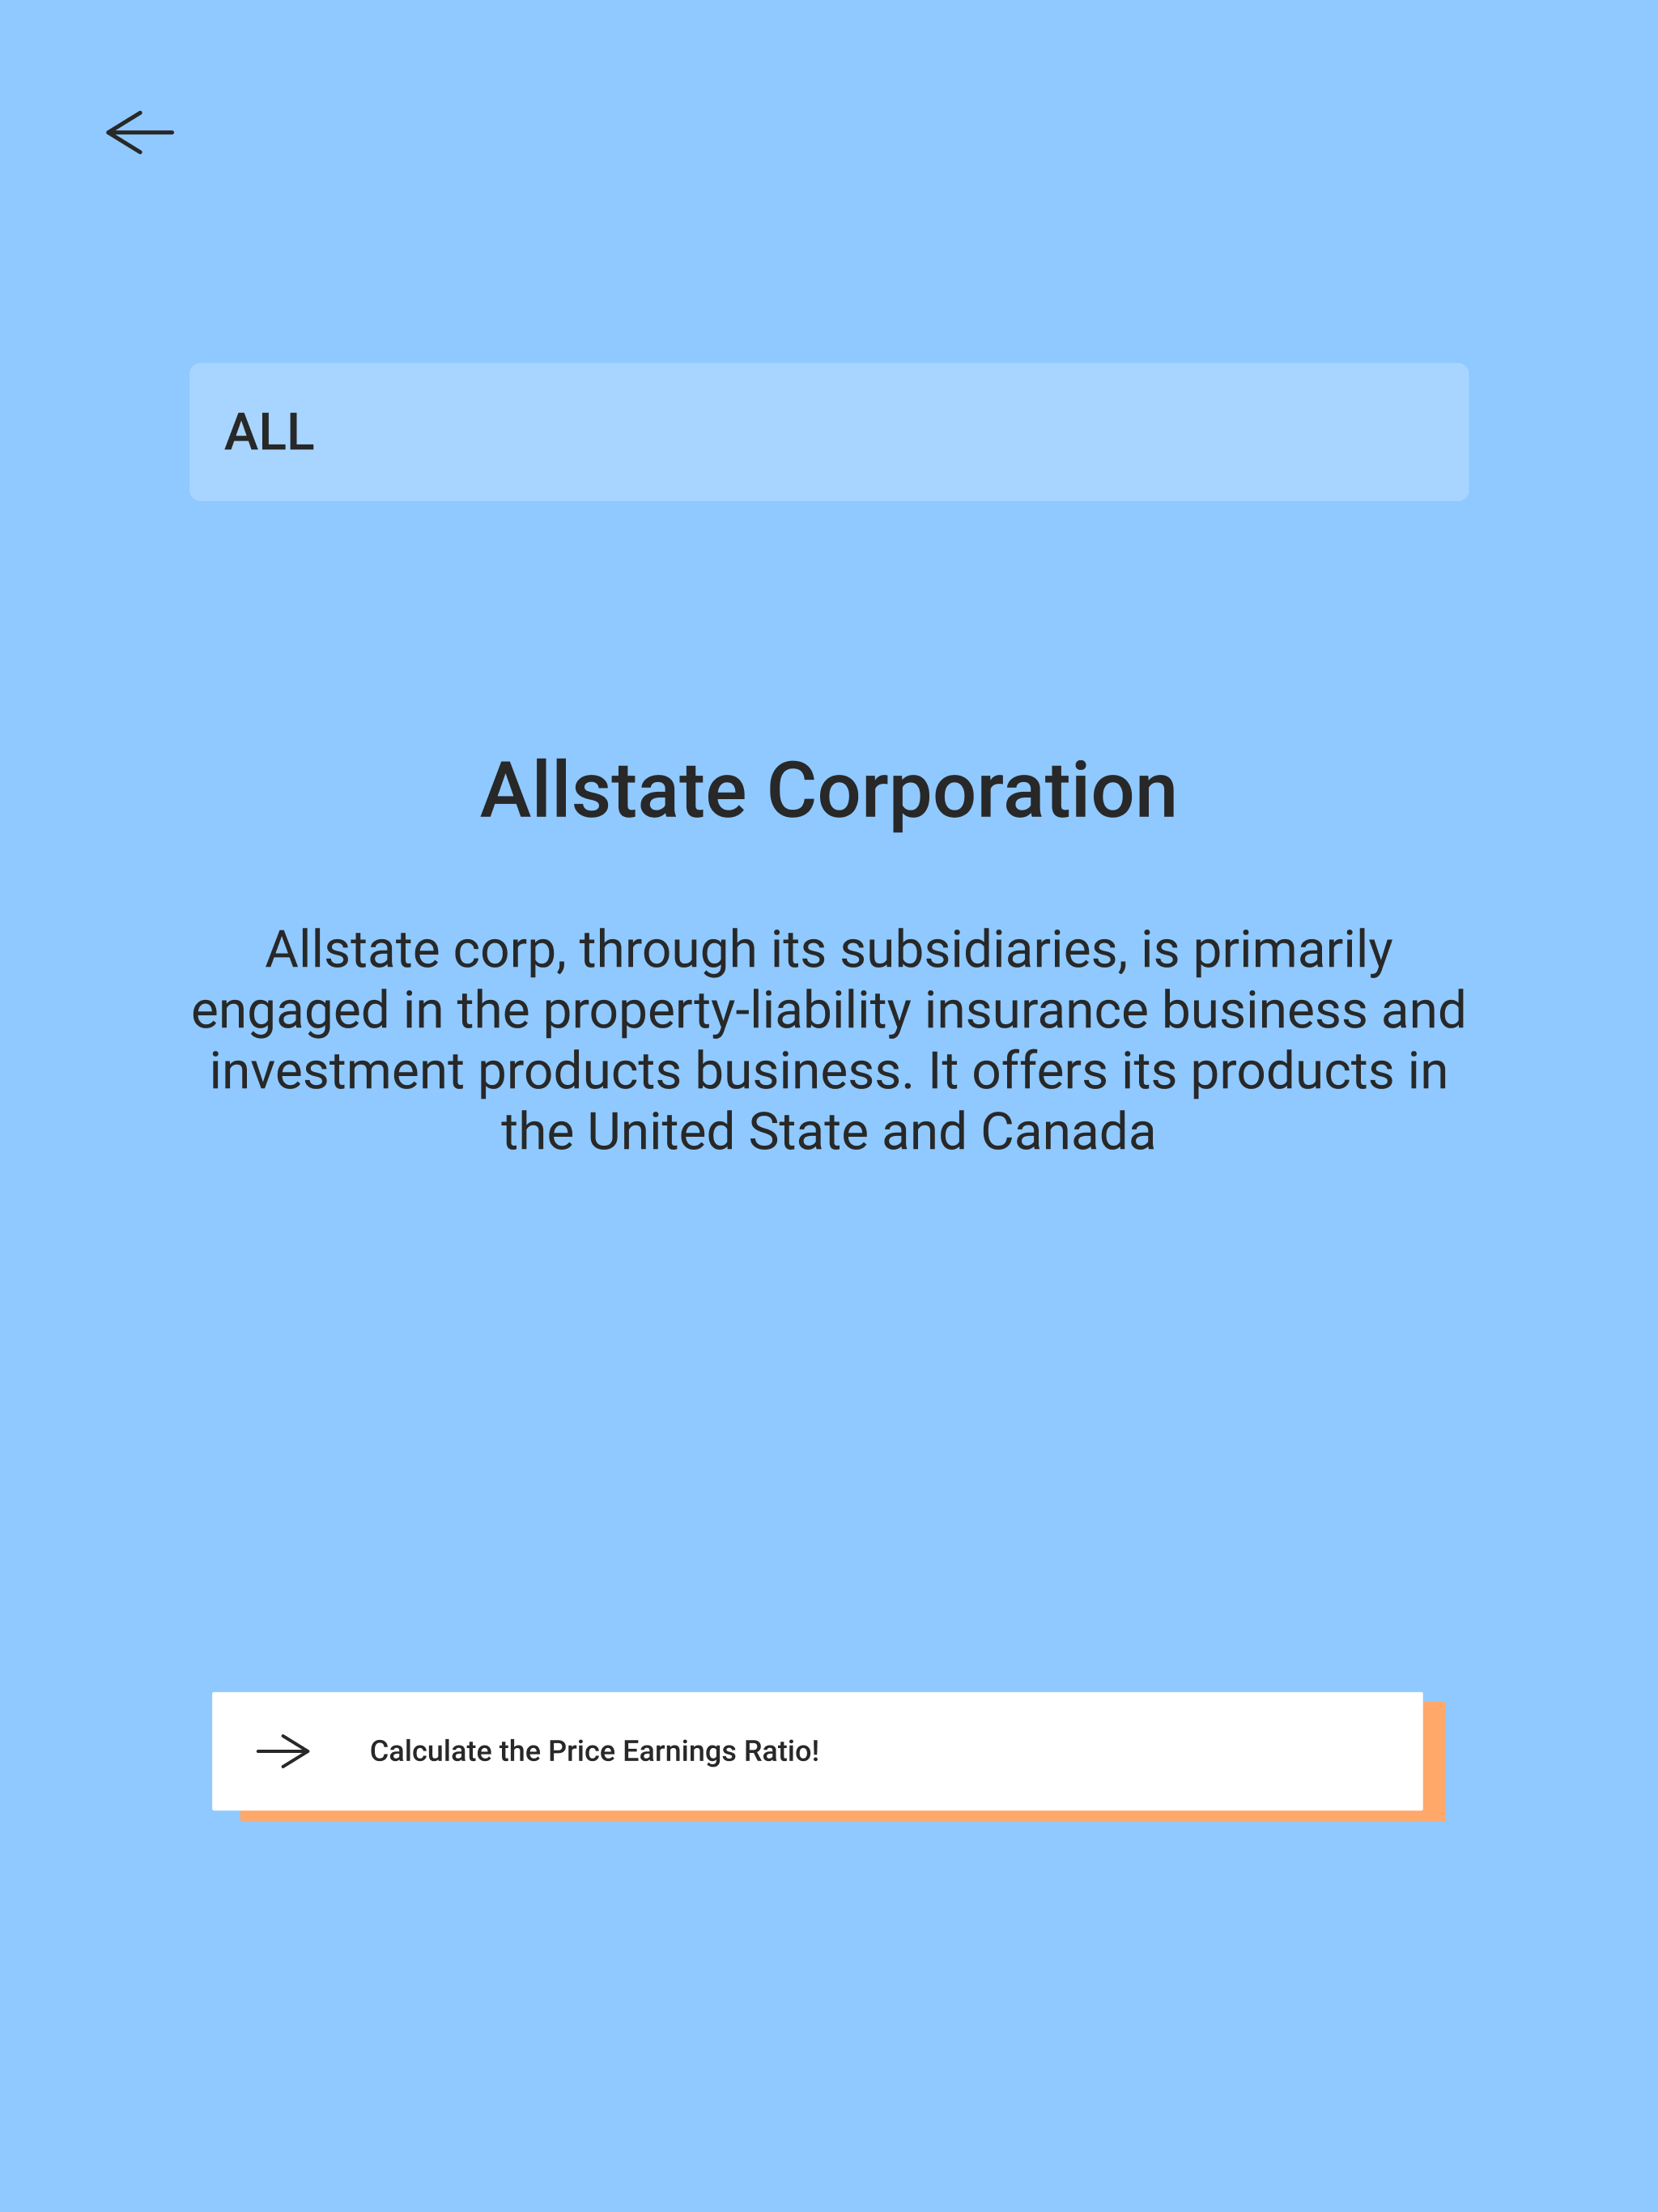 ALL
Allstate Corporation
Allstate corp, through its subsidiaries, is primarily
engaged in the property-liability insurance business and
investment products business. It offers its products in
the United State and Canada
Calculate the Price Earnings Ratio!